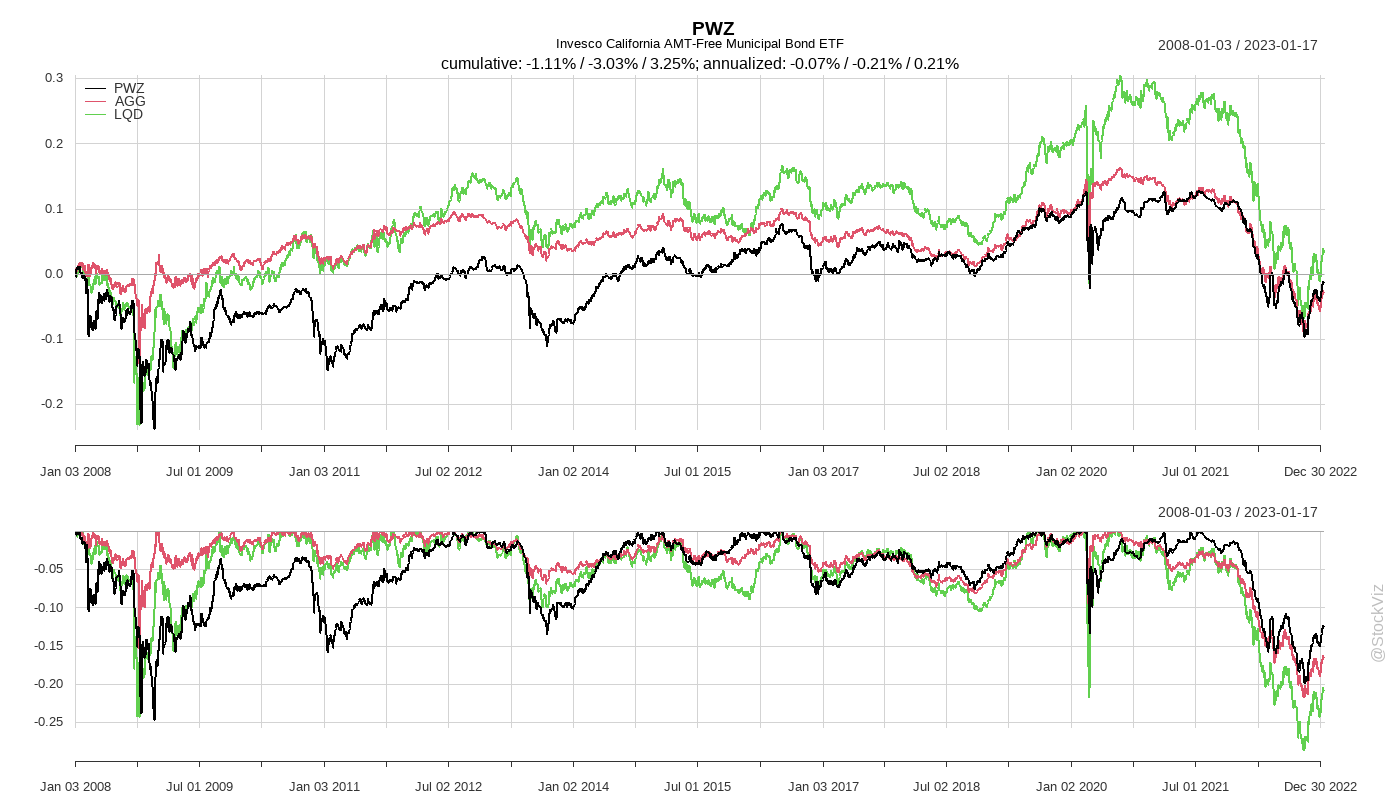 PWZ
Invesco California AMT-Free Municipal Bond ETF
2008-01-03 / 2023-01-17
cumulative: -1.11% / -3.03% / 3.25%; annualized: -0.07% / -0.21% / 0.21%
PWZ
AGG
LQD
0.3
0.2
0.1
0.0
-0.1
-0.2
Jan 03 2008 Jul 01 2009 Jan 03 2011 Jul 02 2012 Jan 02 2014 Jul 01 2015 Jan 03 2017 Jul 02 2018 Jan 02 2020 Jul 01 2021 Dec 30 2022
2008-01-03 / 2023-01-17
-0.05
-0.10
-0.15
-0.20
-0.25
Jan 03 2008 Jul 01 2009 Jan 03 2011 Jul 02 2012 Jan 02 2014 Jul 01 2015 Jan 03 2017 Jul 02 2018 Jan 02 2020 Jul 01 2021 Dec 30 2022
@StockViz